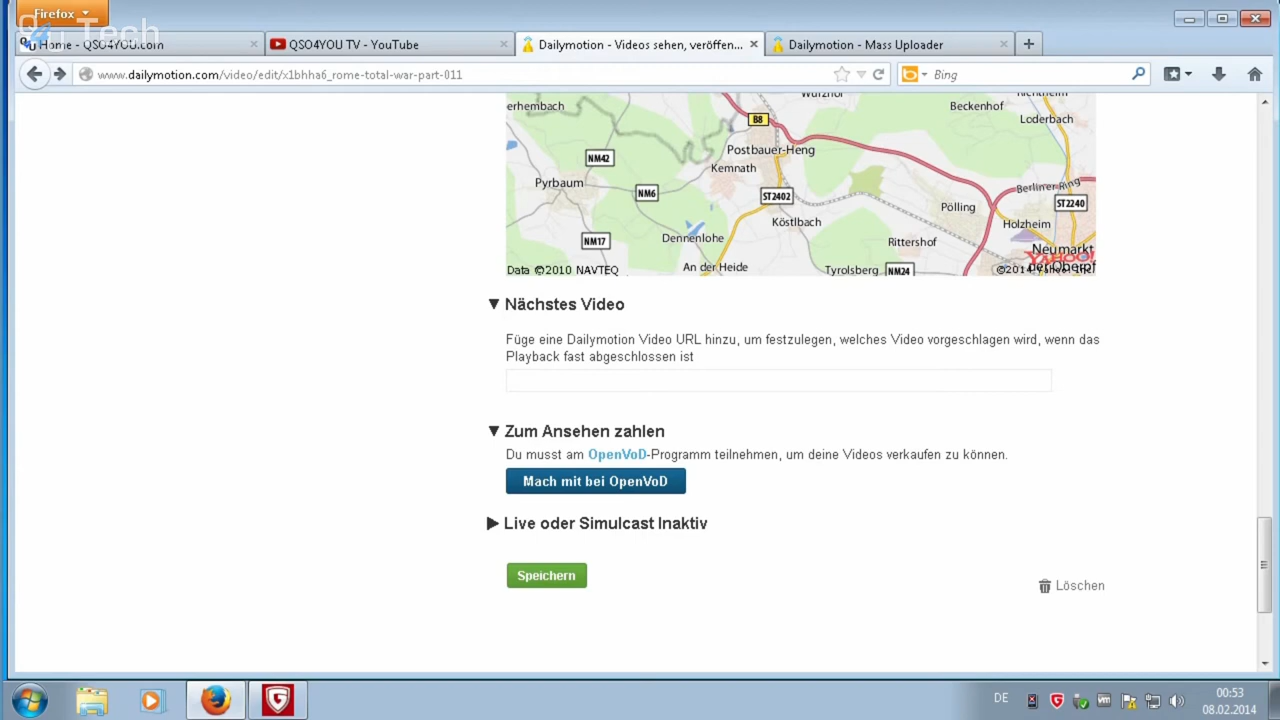 Firefox
Q4U Tech
Home - QSO4YOU.com
QSO4YOU TV - YouTube
Dailymotion - Videos sehen, veröffen...
Dailymotion - Mass Uploader
www.dailymotion.com/video/edit/x1bhha6_rome-total-war-part-011
Bing
erhembach
Beckenhof
Loderbach
B8
Postbauer-Heng
NM42
Kemnath
Pyrbaum
NM6
ST2402
Berliner Ring
ST2240
Pölling
Köstlbach
Holzheim
NM17
Dennenlohe
Rittershof
Neumarkt
An der Heide
Tyrolsberg
NM24
Data ©2010 NAVTEQ
Nächstes Video
Füge eine Dailymotion Video URL hinzu, um festzulegen, welches Video vorgeschlagen wird, wenn das
Playback fast abgeschlossen ist
Zum Ansehen zahlen
Du musst am OpenVoD-Programm teilnehmen, um deine Videos verkaufen zu können.
Mach mit bei OpenVoD
Live oder Simulcast Inaktiv
Speichern
Löschen
DE
00:53
08.02.2014